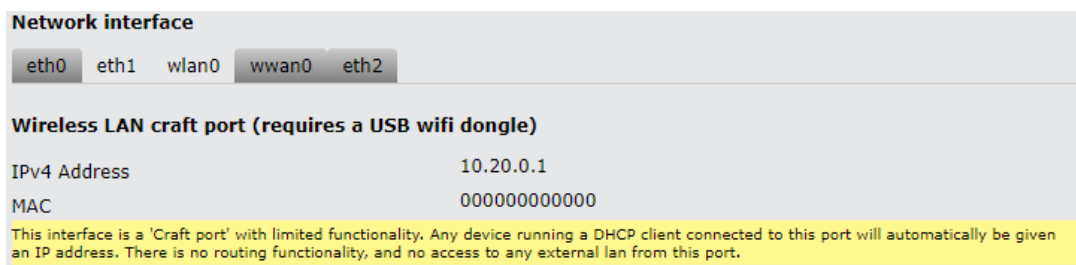 Network interface
eth0 eth1 wlan0 wwan0 eth2
Wireless LAN craft port (requires a USB wifi dongle)
IPv4 Address 10.20.0.1
MAC 000000000000
This interface is a 'Craft port' with limited functionality. Any device running a DHCP client connected to this port will automatically be given
an IP address. There is no routing functionality, and no access to any external lan from this port.